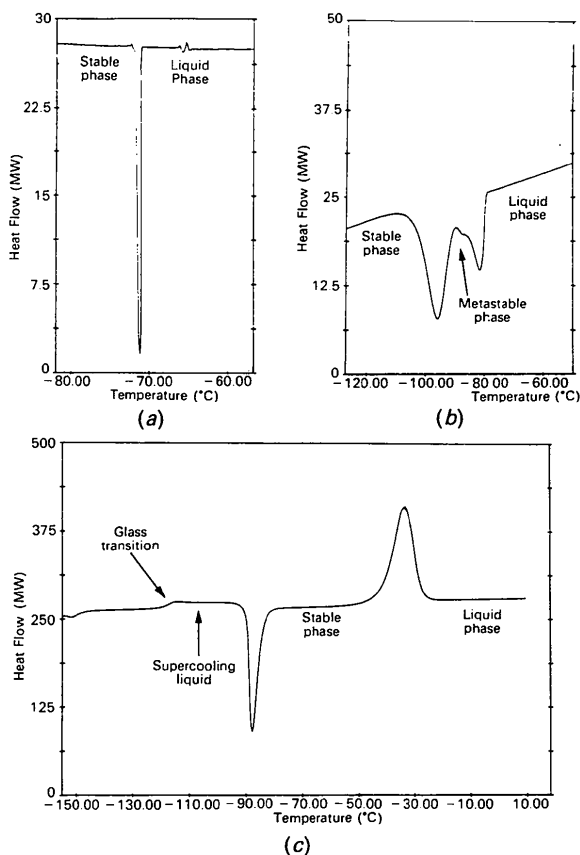 30
22.5
15
7.5
0
Heat Flow (MW)
Stable
phase
Liquid
Phase
−80.00 −70.00 −60.00
Temperature (°C)
(a)
50
37.5
25
12.5
0
Heat Flow (MW)
Stable
phase
Metastable
phase
Liquid
phase
−120.00 −100.00 −80.00 −60.00
Temperature (°C)
(b)
500
375
250
125
0
Heat Flow (MW)
Glass
transition
Supercooling
liquid
Stable
phase
Liquid
phase
−150.00 −130.00 −110.00 −90.00 −70.00 −50.00 −30.00 −10.00 10.00
Temperature (°C)
(c)